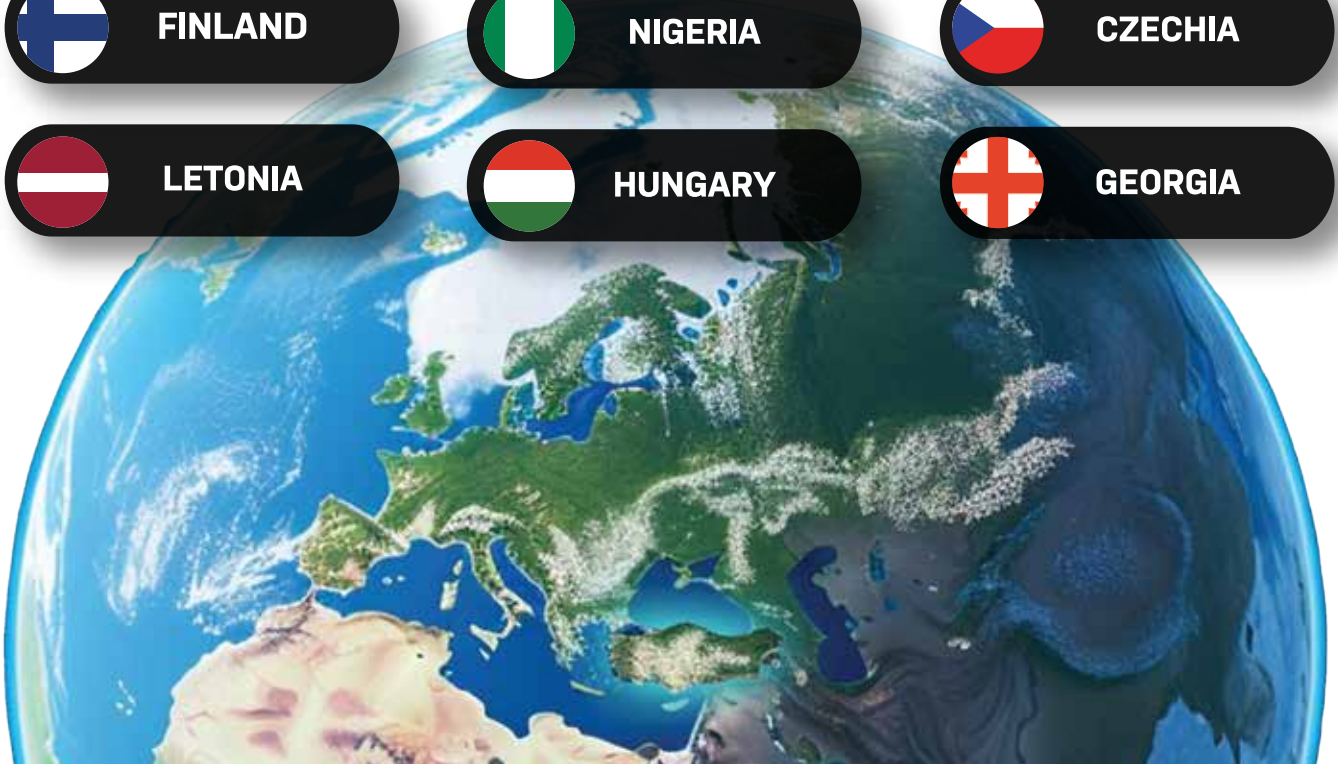 FINLAND
NIGERIA
CZECHIA
LETONIA
HUNGARY
GEORGIA